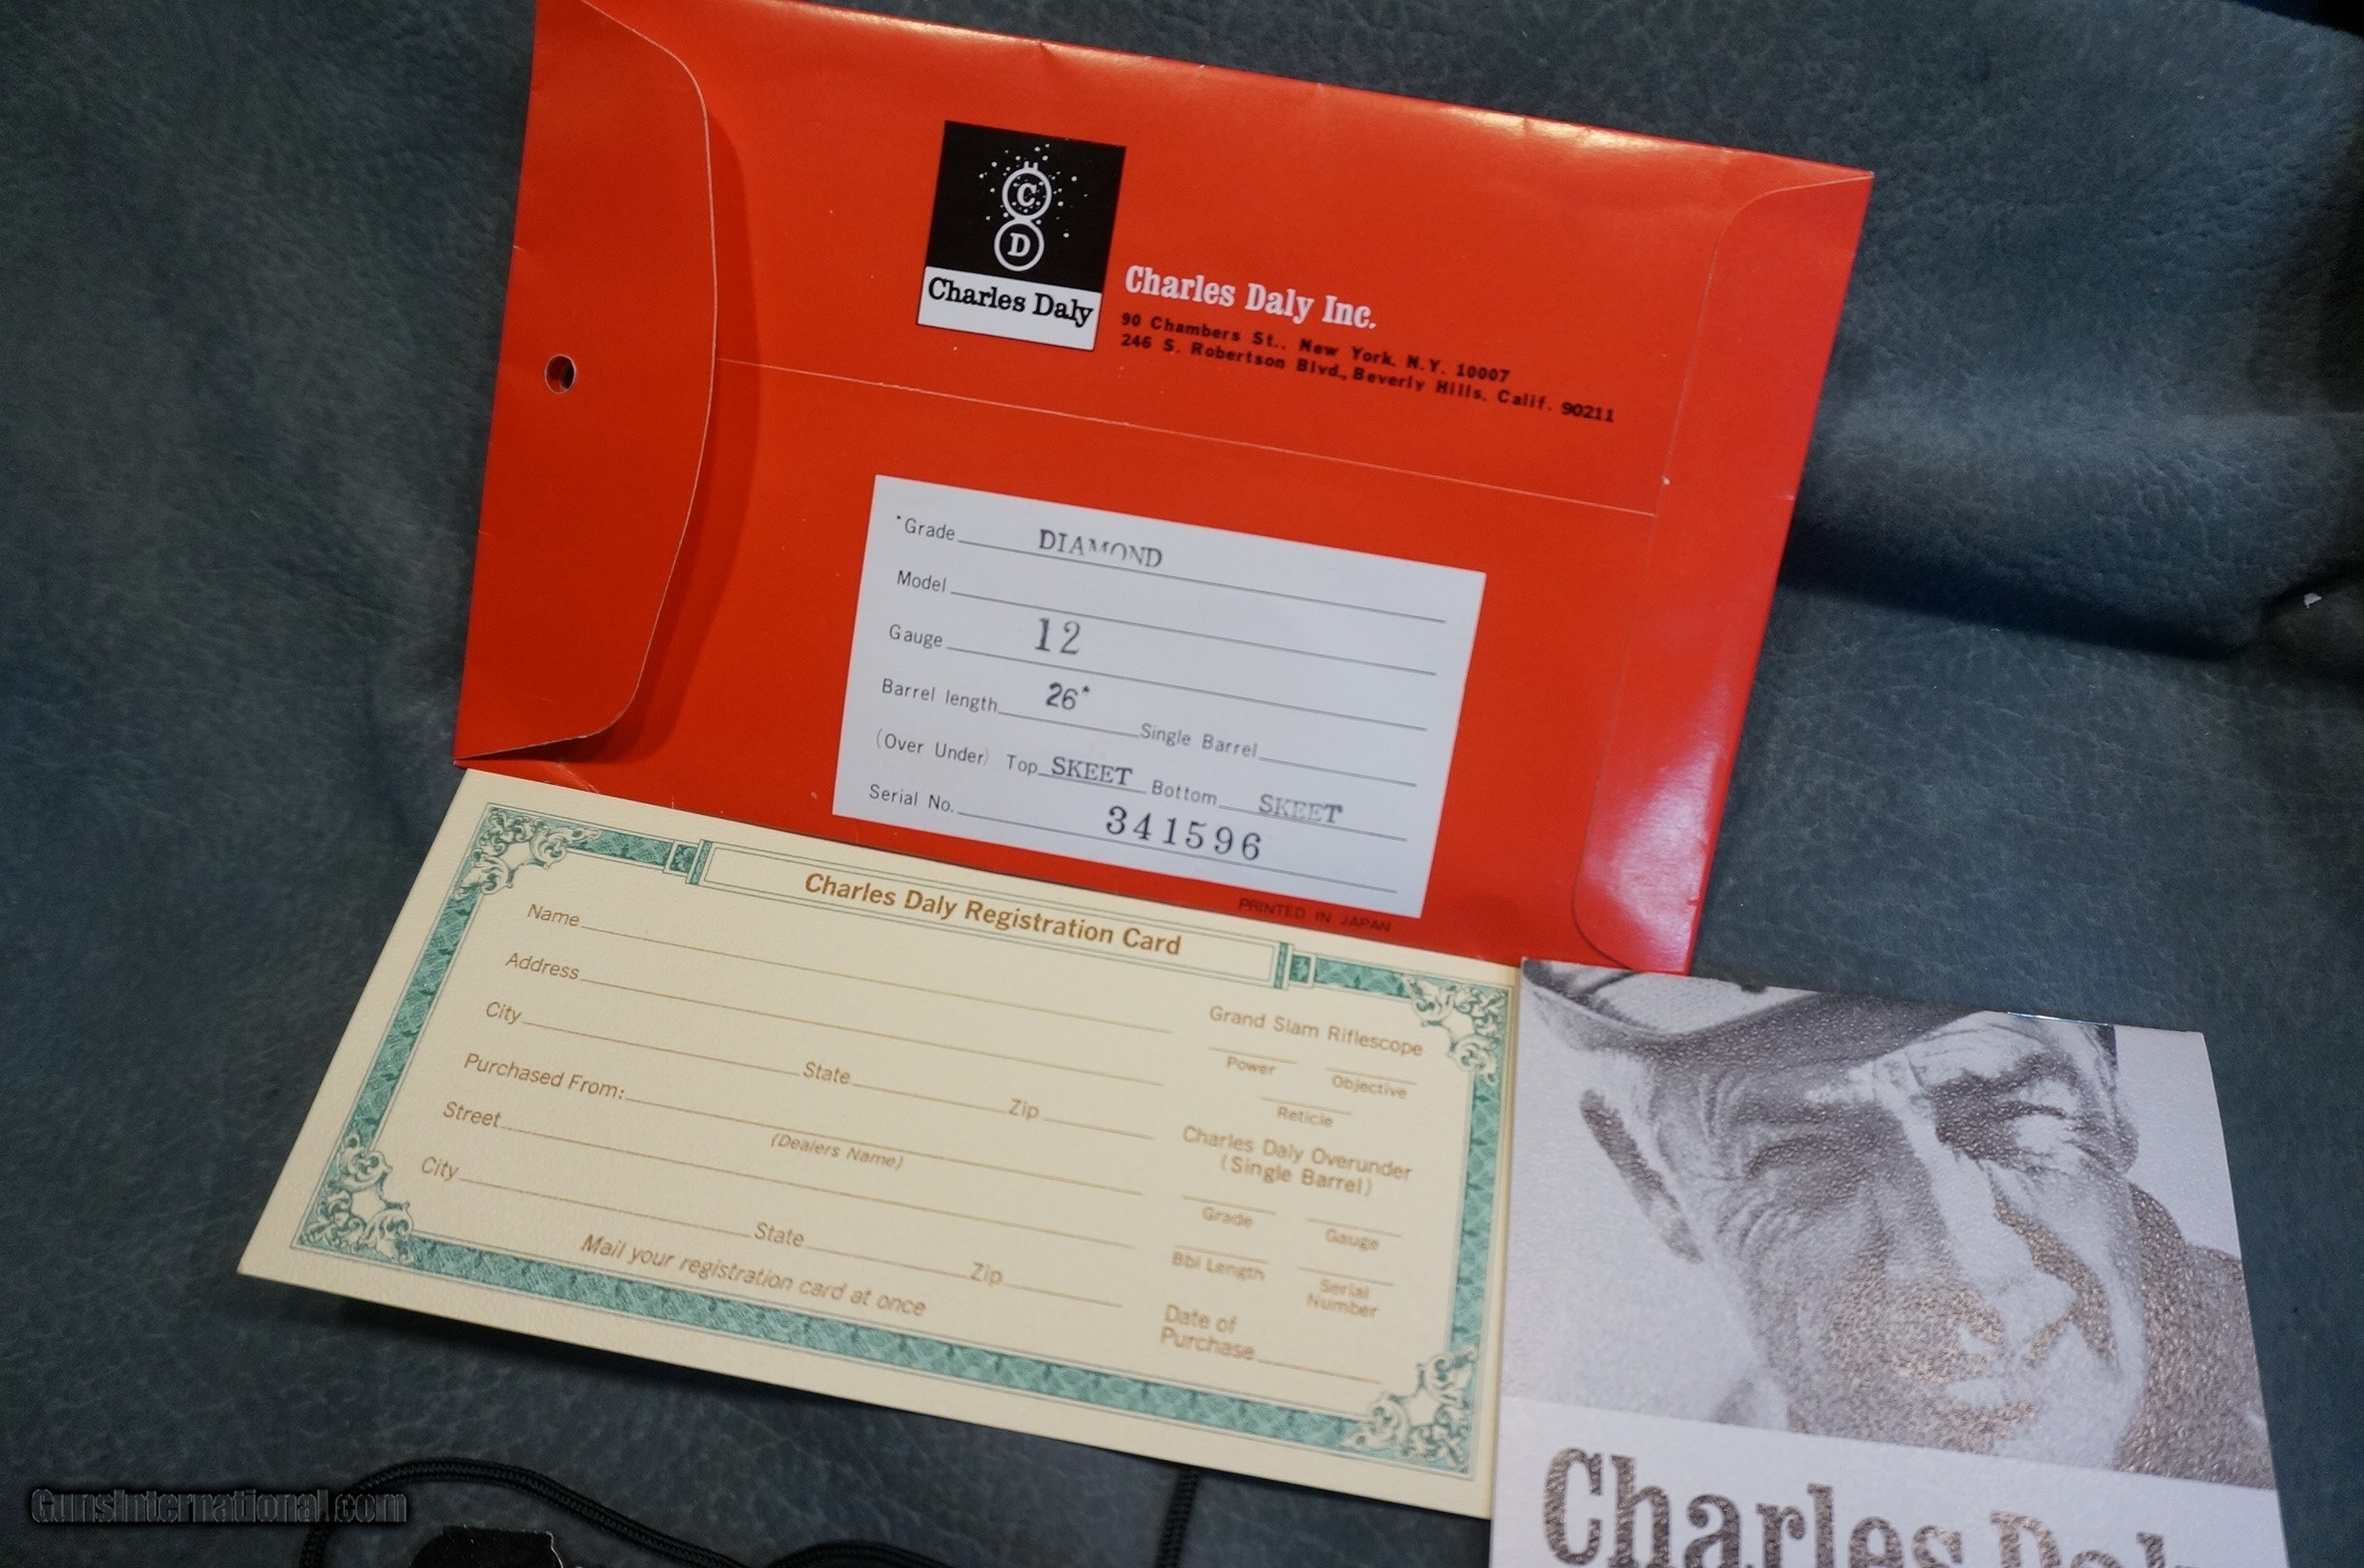 C
D
Charles Daly
Charles Daly Inc.
90 Chambers St., New York, N.Y. 10007
246 S. Robertson Blvd., Beverly Hills, Calif. 90211
*Grade DIAMOND
Model
Gauge 12
Barrel length 26" Single Barrel
(Over Under) Top SKEET Bottom SKEET
Serial No. 341596
PRINTED IN JAPAN
Charles Daly Registration Card
Name
Address
City State Zip
Purchased From:
(Dealers Name)
Street
City State Zip
Mail your registration card at once
Grand Slam Riflescope
Power Objective
Reticle
Charles Daly Overunder
(Single Barrel)
Grade Gauge
Bbl Length Serial
Number
Date of
Purchase
Charles Daly
GunsInternational.com